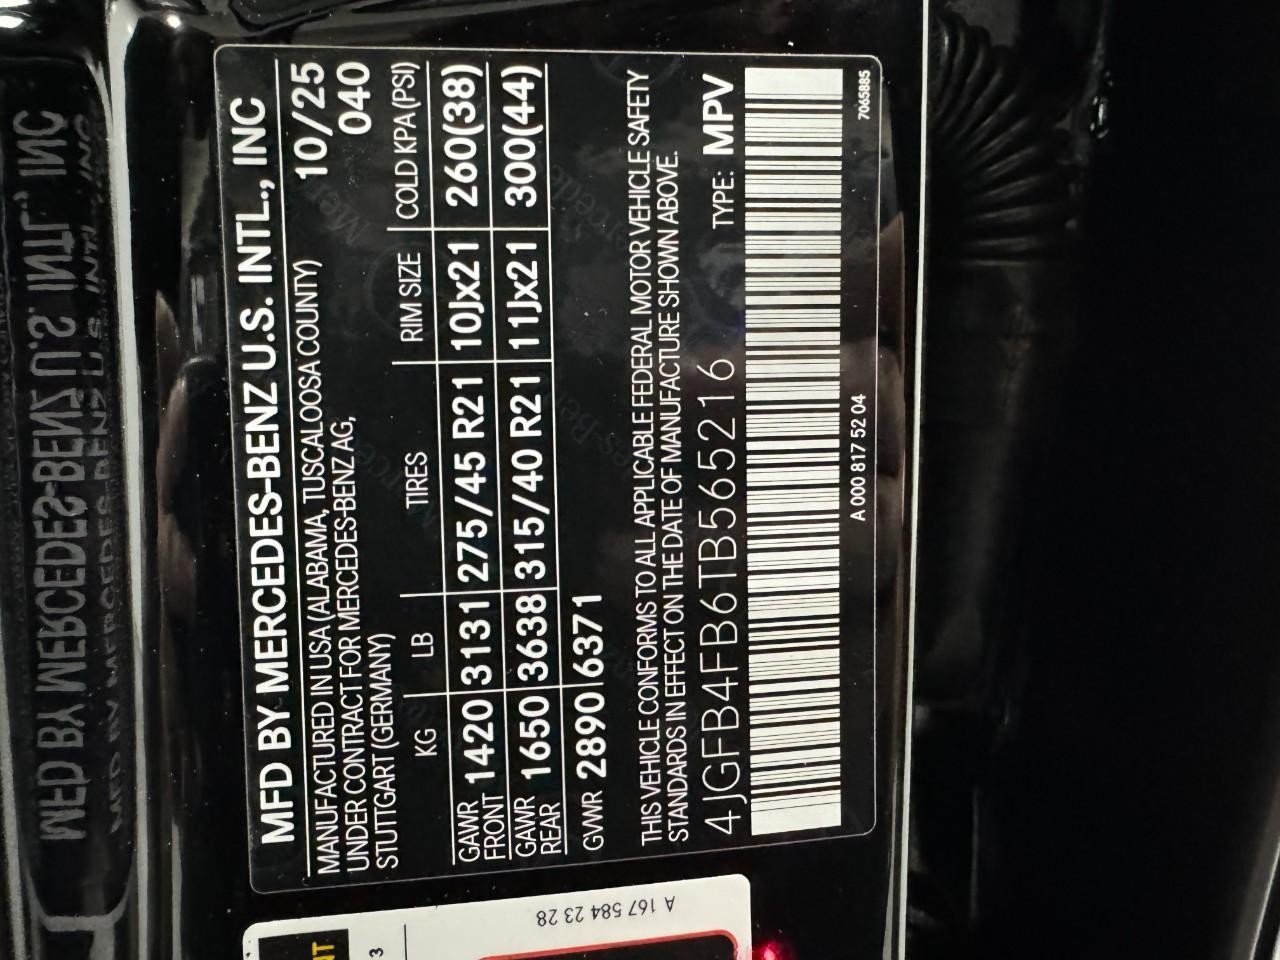 MFD BY MERCEDES-BENZ U.S. INTL., INC
MANUFACTURED IN USA (ALABAMA, TUSCALOOSA COUNTY) 10/25
UNDER CONTRACT FOR MERCEDES-BENZ AG, 040
STUTTGART (GERMANY)
KG LB TIRES RIM SIZE COLD KPA (PSI)
GAWR FRONT 1420 3131 275/45 R21 10Jx21 260(38)
GAWR REAR 1650 3638 315/40 R21 11Jx21 300(44)
GVWR 2890 6371
THIS VEHICLE CONFORMS TO ALL APPLICABLE FEDERAL MOTOR VEHICLE SAFETY
STANDARDS IN EFFECT ON THE DATE OF MANUFACTURE SHOWN ABOVE.
4JGFB4FB6TB565216 TYPE: MPV
A 000 817 52 04 7065885
A 167 584 23 28
3